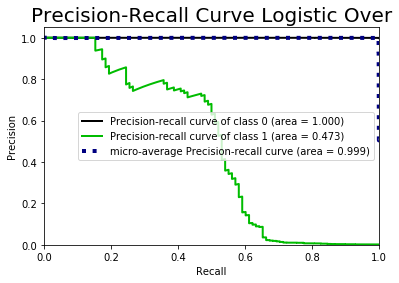 Precision-Recall Curve Logistic Over
1.0
0.8
0.6
0.4
0.2
0.0
Precision
Precision-recall curve of class 0 (area = 1.000)
Precision-recall curve of class 1 (area = 0.473)
micro-average Precision-recall curve (area = 0.999)
0.0 0.2 0.4 0.6 0.8 1.0
Recall